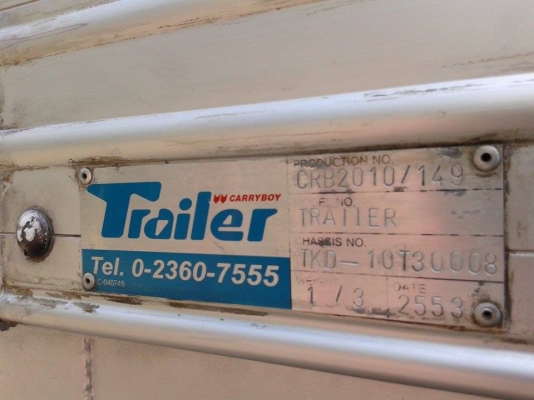 CARRYBOY
Trailer
Tel. 0-2360-7555
C-040748
PRODUCTION NO.
CRB2010/149
NO.
TRAILER
HASSIS NO.
TKD-10T30008
DATE
1/3 2553